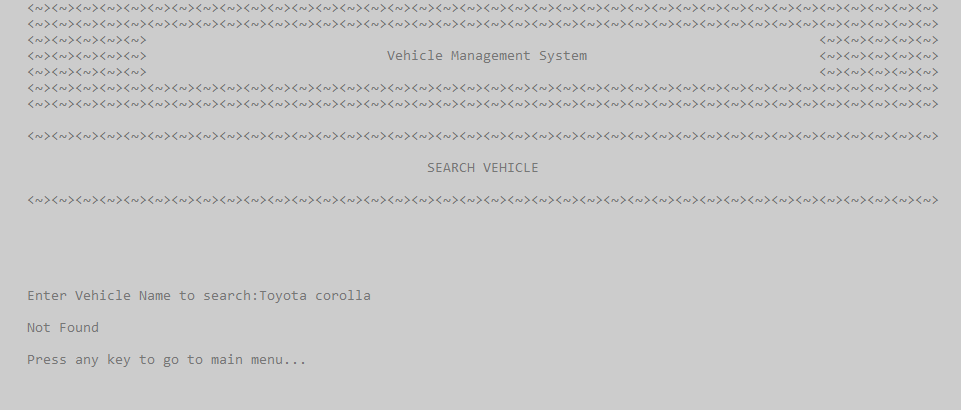 <~><~><~><~><~><~><~><~><~><~><~><~><~><~><~><~><~><~><~><~><~><~><~><~><~><~><~><~><~><~><~><~><~><~><~><~><~><~>
<~><~><~><~><~><~><~><~><~><~><~><~><~><~><~><~><~><~><~><~><~><~><~><~><~><~><~><~><~><~><~><~><~><~><~><~><~><~>
<~><~><~><~><~> <~><~><~><~><~>
<~><~><~><~><~> Vehicle Management System <~><~><~><~><~>
<~><~><~><~><~> <~><~><~><~><~>
<~><~><~><~><~><~><~><~><~><~><~><~><~><~><~><~><~><~><~><~><~><~><~><~><~><~><~><~><~><~><~><~><~><~><~><~><~><~>
<~><~><~><~><~><~><~><~><~><~><~><~><~><~><~><~><~><~><~><~><~><~><~><~><~><~><~><~><~><~><~><~><~><~><~><~><~><~>
<~><~><~><~><~><~><~><~><~><~><~><~><~><~><~><~><~><~><~><~><~><~><~><~><~><~><~><~><~><~><~><~><~><~><~><~><~><~>
SEARCH VEHICLE
<~><~><~><~><~><~><~><~><~><~><~><~><~><~><~><~><~><~><~><~><~><~><~><~><~><~><~><~><~><~><~><~><~><~><~><~><~><~>
Enter Vehicle Name to search:Toyota corolla
Not Found
Press any key to go to main menu...